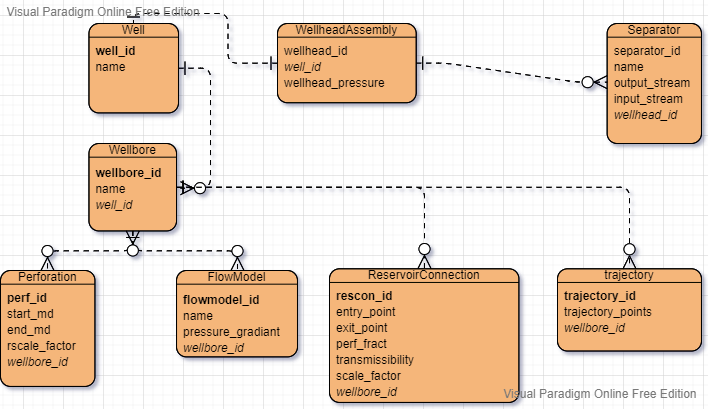 Visual Paradigm Online Free Edition
Well
well_id
name
WellheadAssembly
wellhead_id
well_id
wellhead_pressure
Separator
separator_id
name
output_stream
input_stream
wellhead_id
Wellbore
wellbore_id
name
well_id
Perforation
perf_id
start_md
end_md
rscale_factor
wellbore_id
FlowModel
flowmodel_id
name
pressure_gradiant
wellbore_id
ReservoirConnection
rescon_id
entry_point
exit_point
perf_fract
transmissibility
scale_factor
wellbore_id
trajectory
trajectory_id
trajectory_points
wellbore_id
Visual Paradigm Online Free Edition